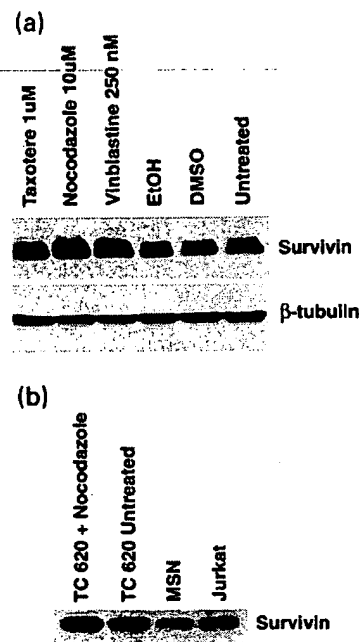 (a)
Taxotere 1uM
Nocodazole 10uM
Vinblastine 250 nM
EtOH
DMSO
Untreated
Survivin
β-tubulin
(b)
TC 620 + Nocodazole
TC 620 Untreated
MSN
Jurkat
Survivin